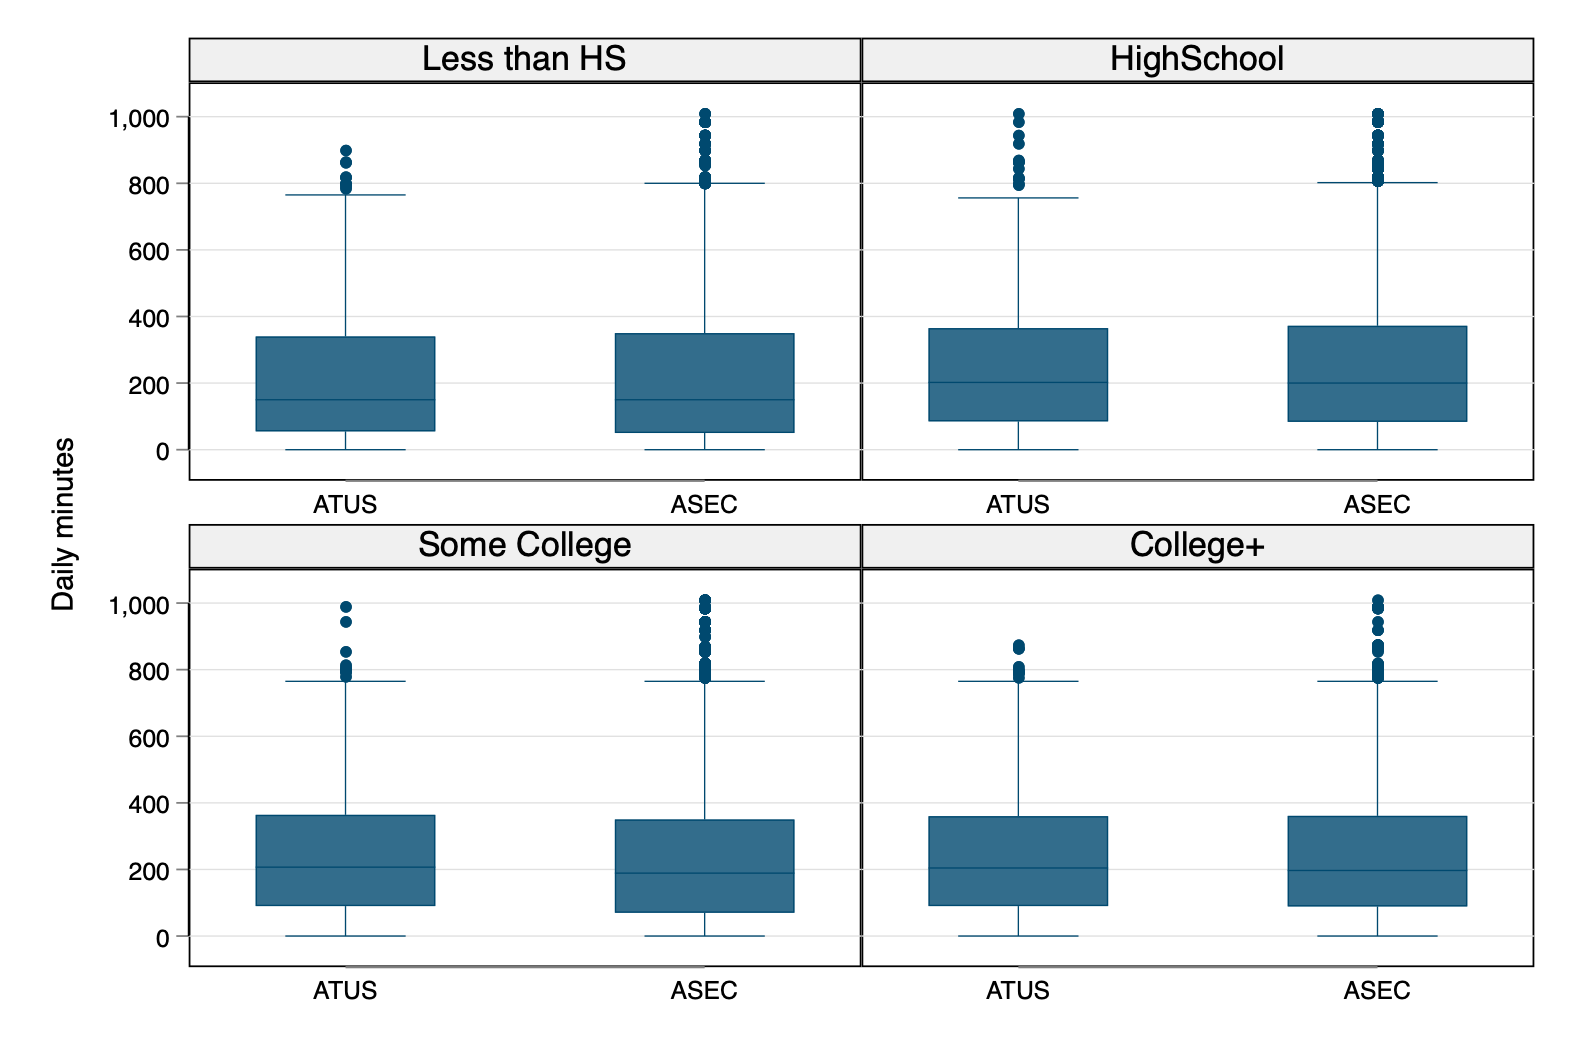 Less than HS
HighSchool
1,000
800
600
400
200
0
ATUS
ASEC
ATUS
ASEC
Daily minutes
Some College
College+
1,000
800
600
400
200
0
ATUS
ASEC
ATUS
ASEC